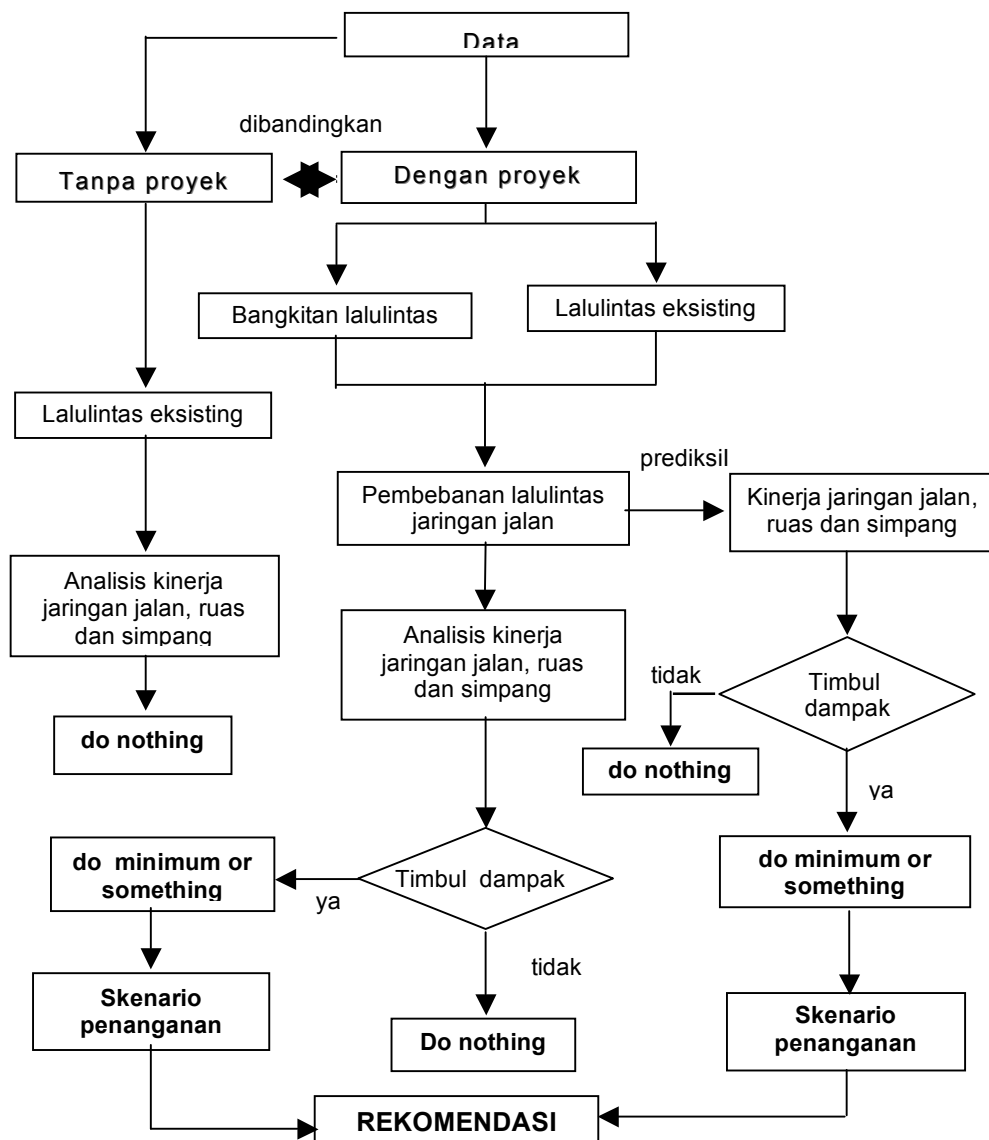 Data
dibandingkan
Tanpa proyek
Dengan proyek
Bangkitan lalulintas
Lalulintas eksisting
Lalulintas eksisting
prediksil
Pembebanan lalulintas
jaringan jalan
Kinerja jaringan jalan,
ruas dan simpang
Analisis kinerja
jaringan jalan, ruas
dan simpang
Analisis kinerja
jaringan jalan, ruas
dan simpang
tidak
Timbul
dampak
do nothing
do nothing
ya
do minimum or
something
ya
Timbul dampak
do minimum or
something
tidak
Skenario
penanganan
Do nothing
Skenario
penanganan
REKOMENDASI